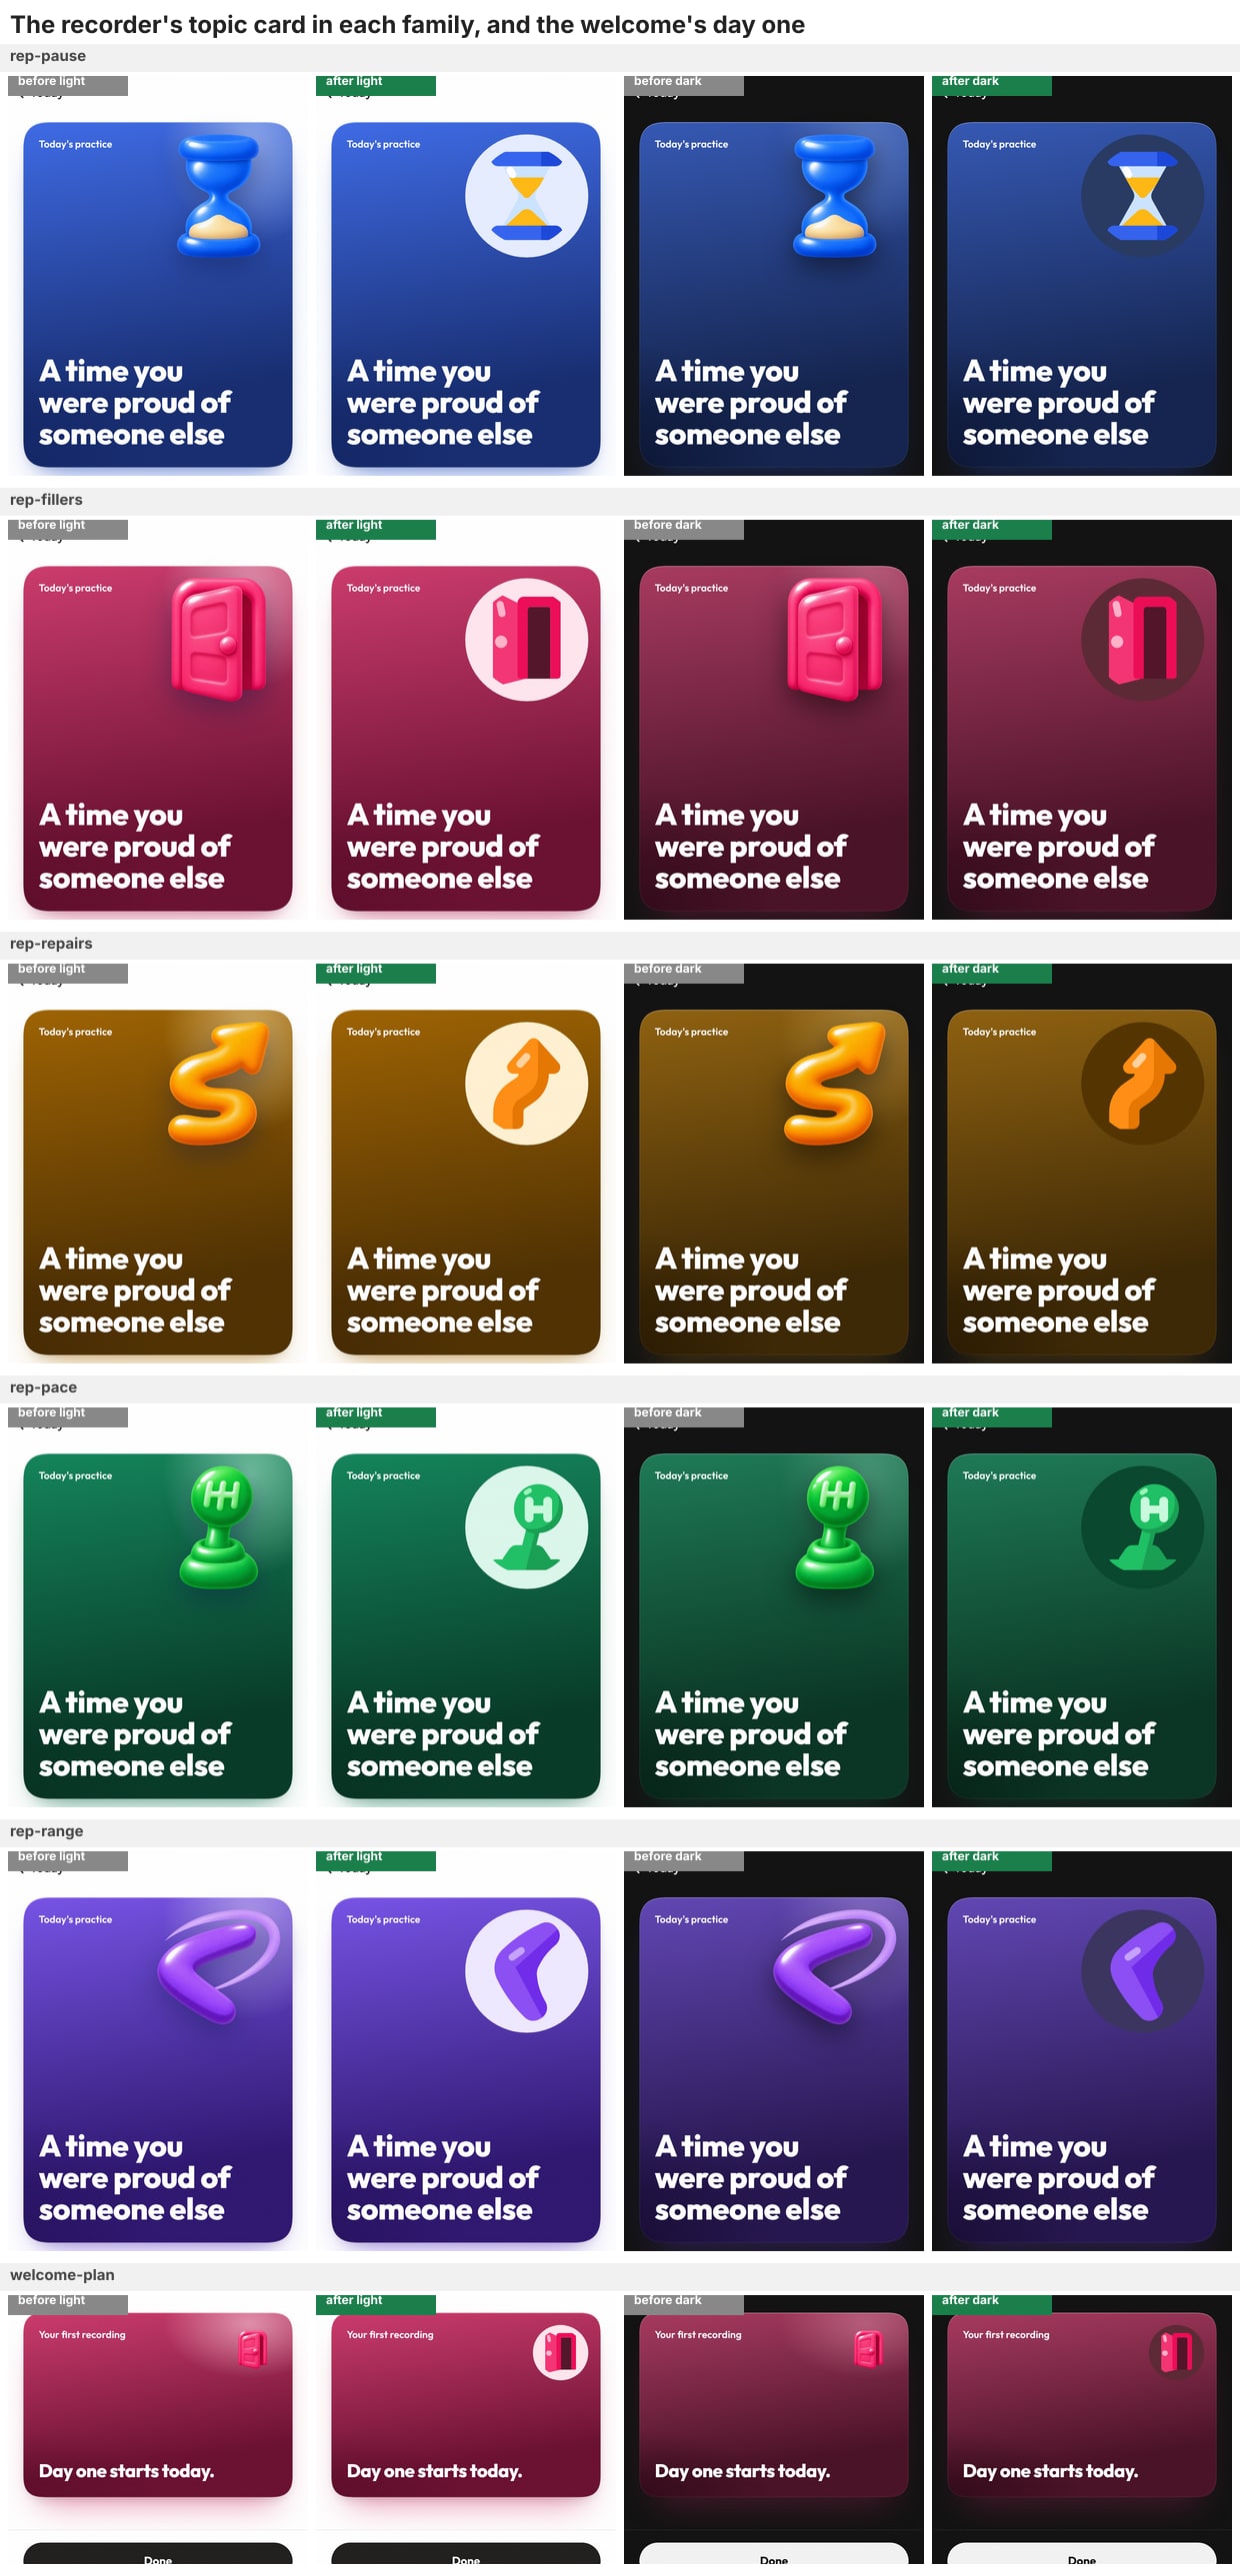 The recorder's topic card in each family, and the welcome's day one
rep-pause
before light
after light
before dark
after dark
Today's practice
Today's practice
Today's practice
Today's practice
A time you
were proud of
someone else
A time you
were proud of
someone else
A time you
were proud of
someone else
A time you
were proud of
someone else
rep-fillers
before light
after light
before dark
after dark
Today's practice
Today's practice
Today's practice
Today's practice
A time you
were proud of
someone else
A time you
were proud of
someone else
A time you
were proud of
someone else
A time you
were proud of
someone else
rep-repairs
before light
after light
before dark
after dark
Today's practice
Today's practice
Today's practice
Today's practice
A time you
were proud of
someone else
A time you
were proud of
someone else
A time you
were proud of
someone else
A time you
were proud of
someone else
rep-pace
before light
after light
before dark
after dark
Today's practice
Today's practice
Today's practice
Today's practice
H
H
A time you
were proud of
someone else
A time you
were proud of
someone else
A time you
were proud of
someone else
A time you
were proud of
someone else
rep-range
before light
after light
before dark
after dark
Today's practice
Today's practice
Today's practice
Today's practice
A time you
were proud of
someone else
A time you
were proud of
someone else
A time you
were proud of
someone else
A time you
were proud of
someone else
welcome-plan
before light
after light
before dark
after dark
Your first recording
Your first recording
Your first recording
Your first recording
Day one starts today.
Day one starts today.
Day one starts today.
Day one starts today.
Done
Done
Done
Done